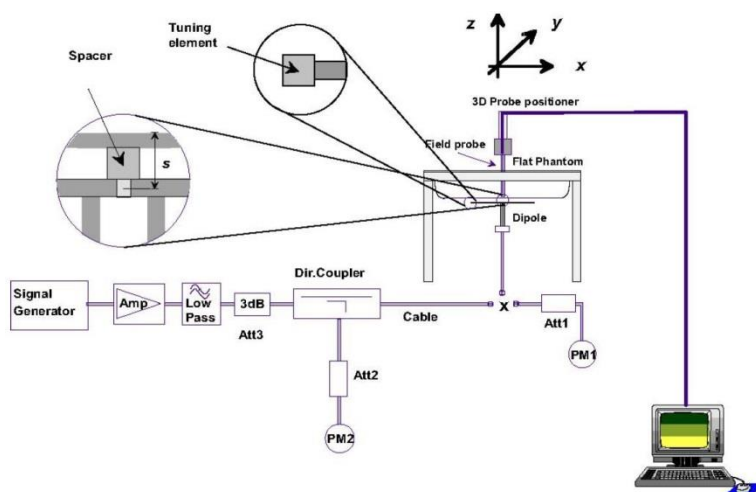 Tuning
element
z
y
x
Spacer
3D Probe positioner
s
Field probe
Flat Phantom
Dipole
Signal
Generator
Amp
Low
Pass
3dB
Att3
Dir.Coupler
Cable
x
Att1
PM1
Att2
PM2